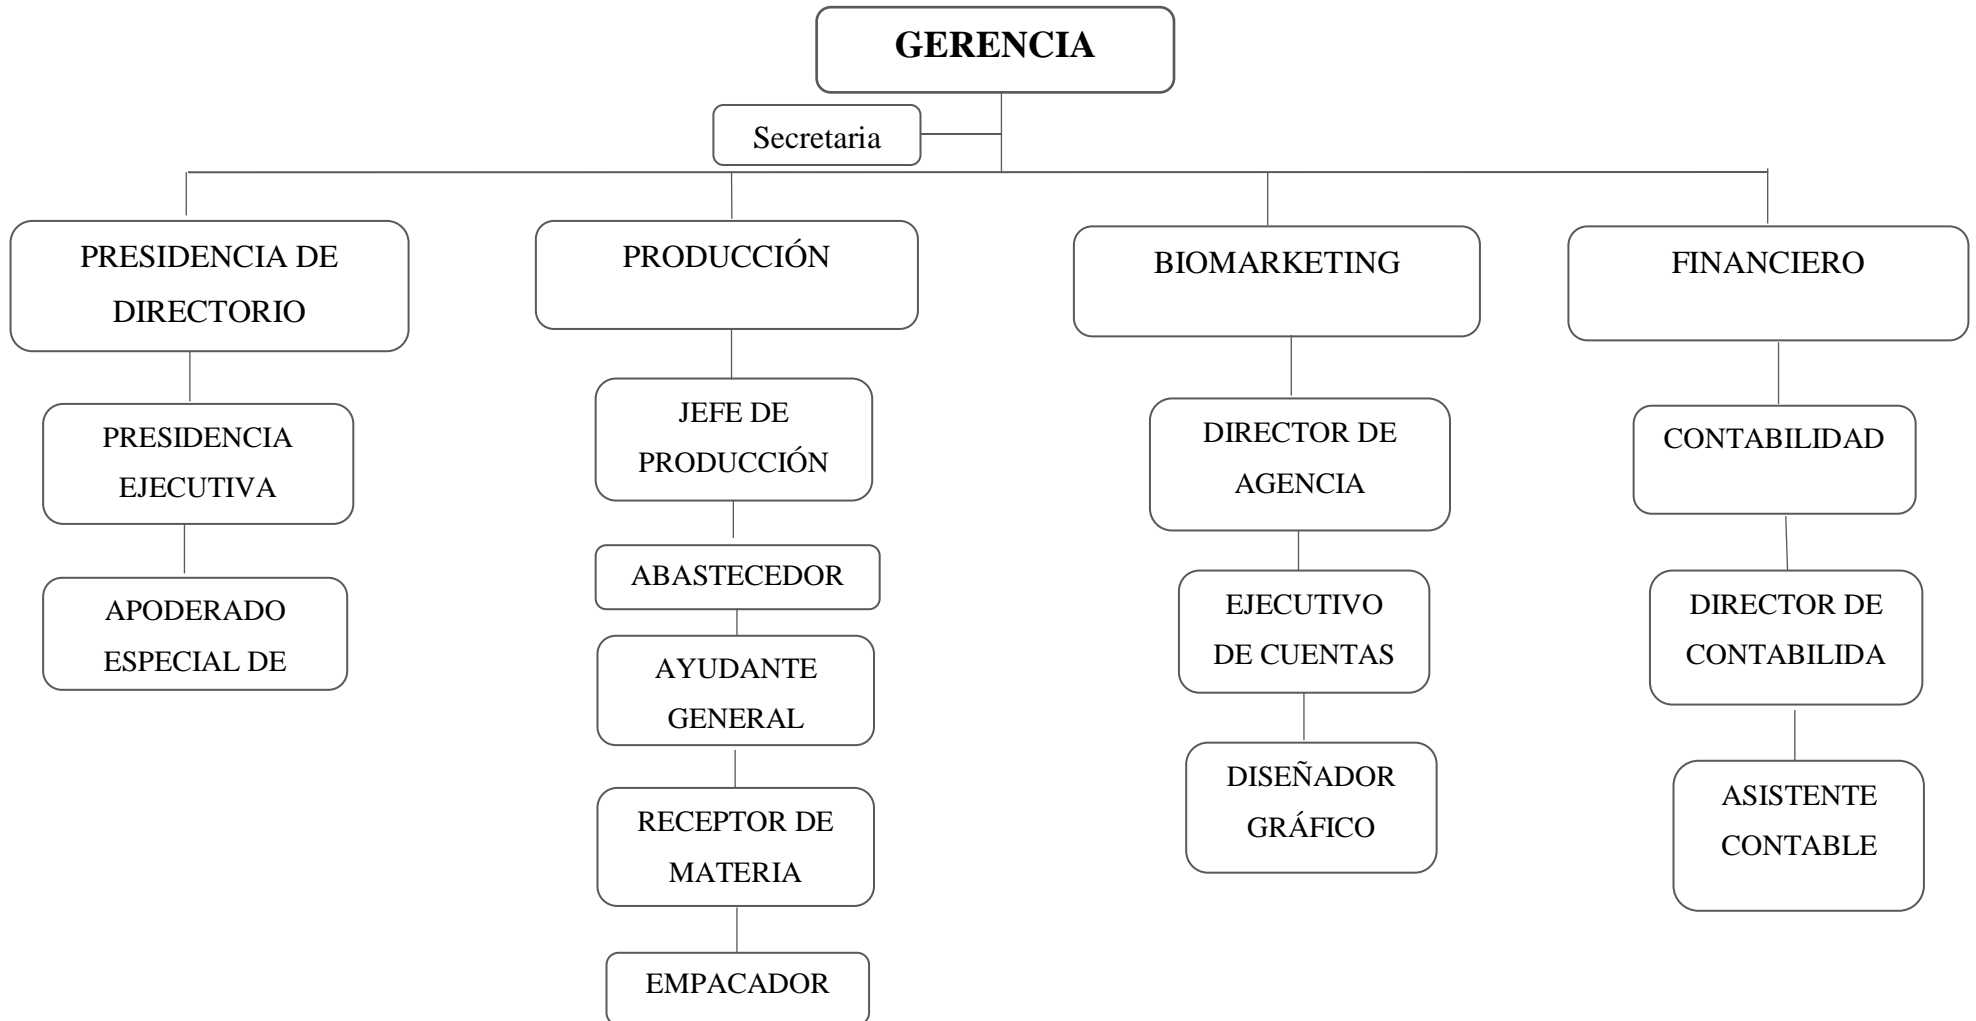 GERENCIA
Secretaria
PRESIDENCIA DE
DIRECTORIO
PRODUCCIÓN
BIOMARKETING
FINANCIERO
PRESIDENCIA
EJECUTIVA
JEFE DE
PRODUCCIÓN
DIRECTOR DE
AGENCIA
CONTABILIDAD
APODERADO
ESPECIAL DE
ABASTECEDOR
EJECUTIVO
DE CUENTAS
DIRECTOR DE
CONTABILIDA
AYUDANTE
GENERAL
DISEÑADOR
GRÁFICO
ASISTENTE
CONTABLE
RECEPTOR DE
MATERIA
EMPACADOR